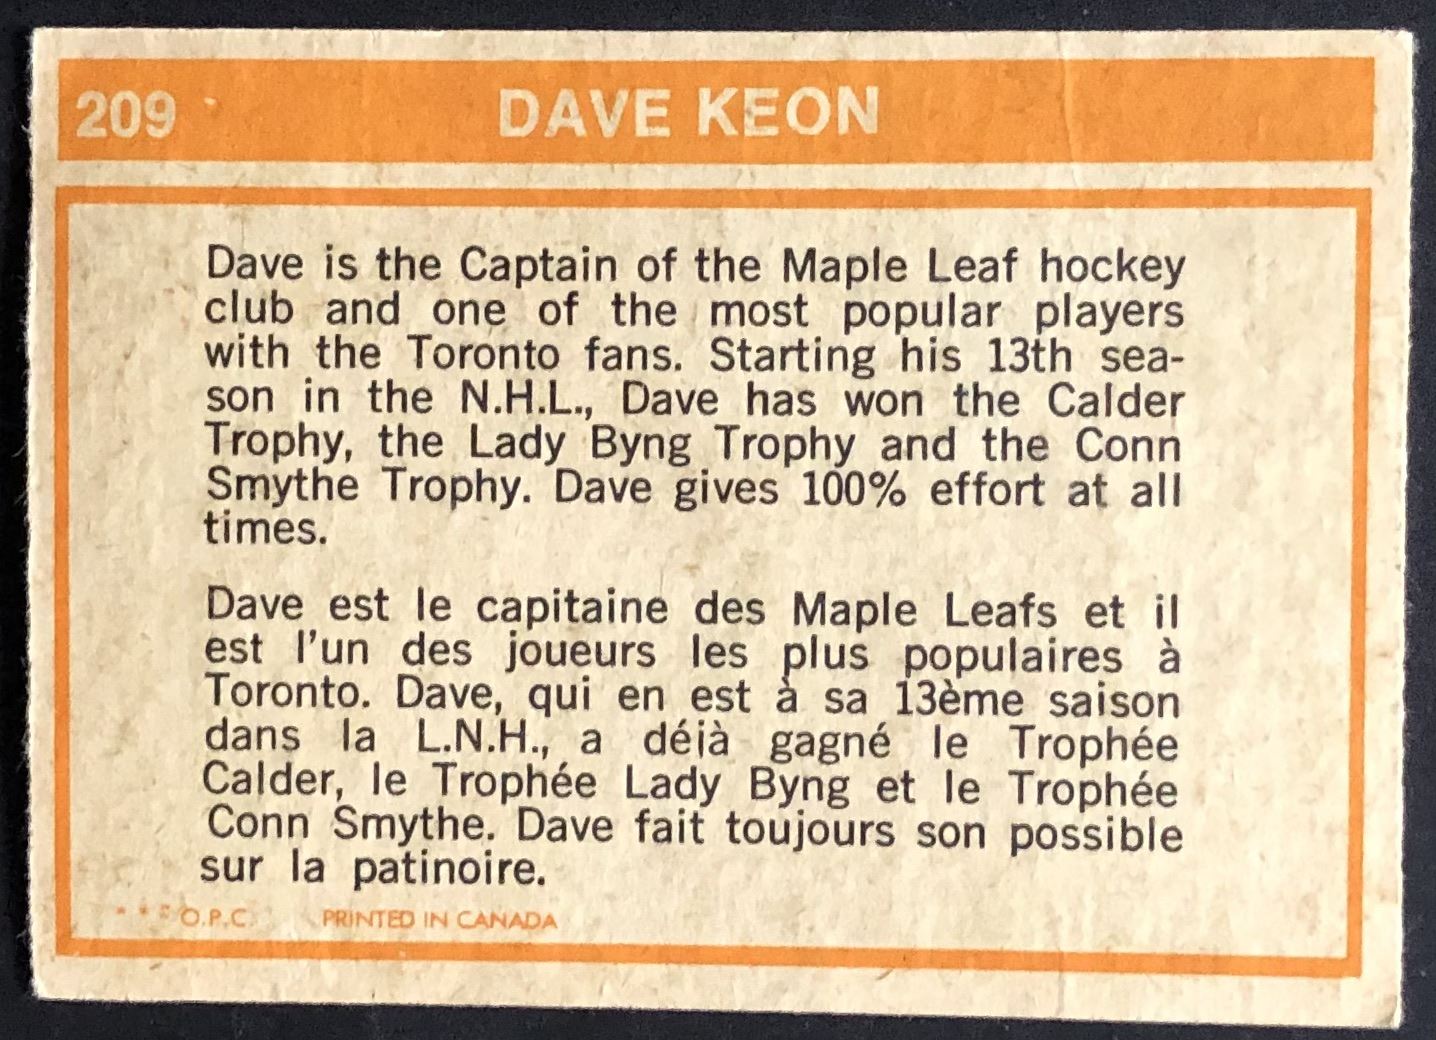 209 DAVE KEON
Dave is the Captain of the Maple Leaf hockey
club and one of the most popular players
with the Toronto fans. Starting his 13th sea-
son in the N.H.L., Dave has won the Calder
Trophy, the Lady Byng Trophy and the Conn
Smythe Trophy. Dave gives 100% effort at all
times.
Dave est le capitaine des Maple Leafs et il
est l'un des joueurs les plus populaires à
Toronto. Dave, qui en est à sa 13ème saison
dans la L.N.H., a déjà gagné le Trophée
Calder, le Trophée Lady Byng et le Trophée
Conn Smythe. Dave fait toujours son possible
sur la patinoire.
* * * O.P.C. PRINTED IN CANADA